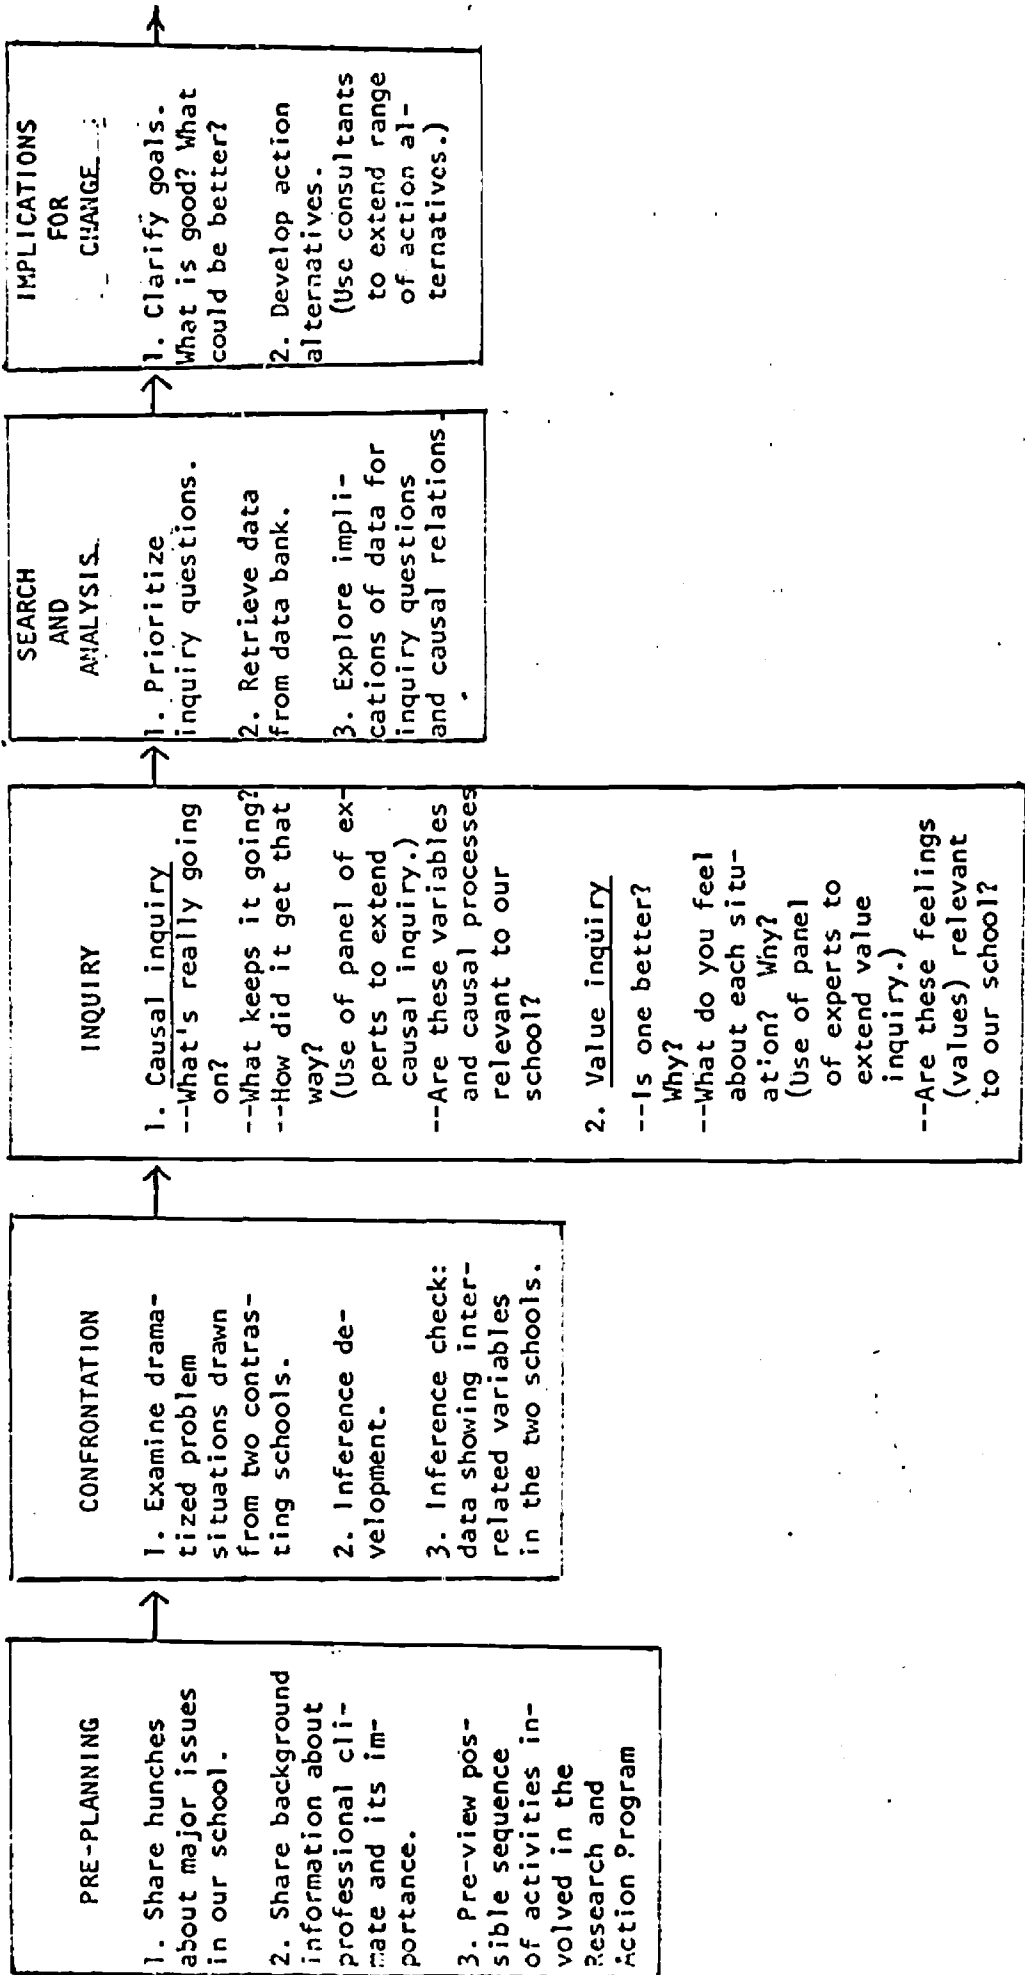 PRE-PLANNING
1. Share hunches
about major issues
in our school.
2. Share background
information about
professional cli-
mate and its im-
portance.
3. Pre-view pos-
sible sequence
of activities in-
volved in the
Research and
Action Program
CONFRONTATION
1. Examine drama-
tized problem
situations drawn
from two contras-
ting schools.
2. Inference de-
velopment.
3. Inference check:
data showing inter-
related variables
in the two schools.
INQUIRY
1. Causal inquiry
--What's really going
on?
--What keeps it going?
--How did it get that
way?
(Use of panel of ex-
perts to extend
causal inquiry.)
--Are these variables
and causal processes
relevant to our
school?
2. Value inquiry
--Is one better?
Why?
--What do you feel
about each situ-
ation? Why?
(Use of panel
of experts to
extend value
inquiry.)
--Are these feelings
(values) relevant
to our school?
SEARCH
AND
ANALYSIS
1. Prioritize
inquiry questions.
2. Retrieve data
from data bank.
3. Explore impli-
cations of data for
inquiry questions
and causal relations.
IMPLICATIONS
FOR
CHANGE
1. Clarify goals.
What is good? What
could be better?
2. Develop action
alternatives.
(Use consultants
to extend range
of action al-
ternatives.)